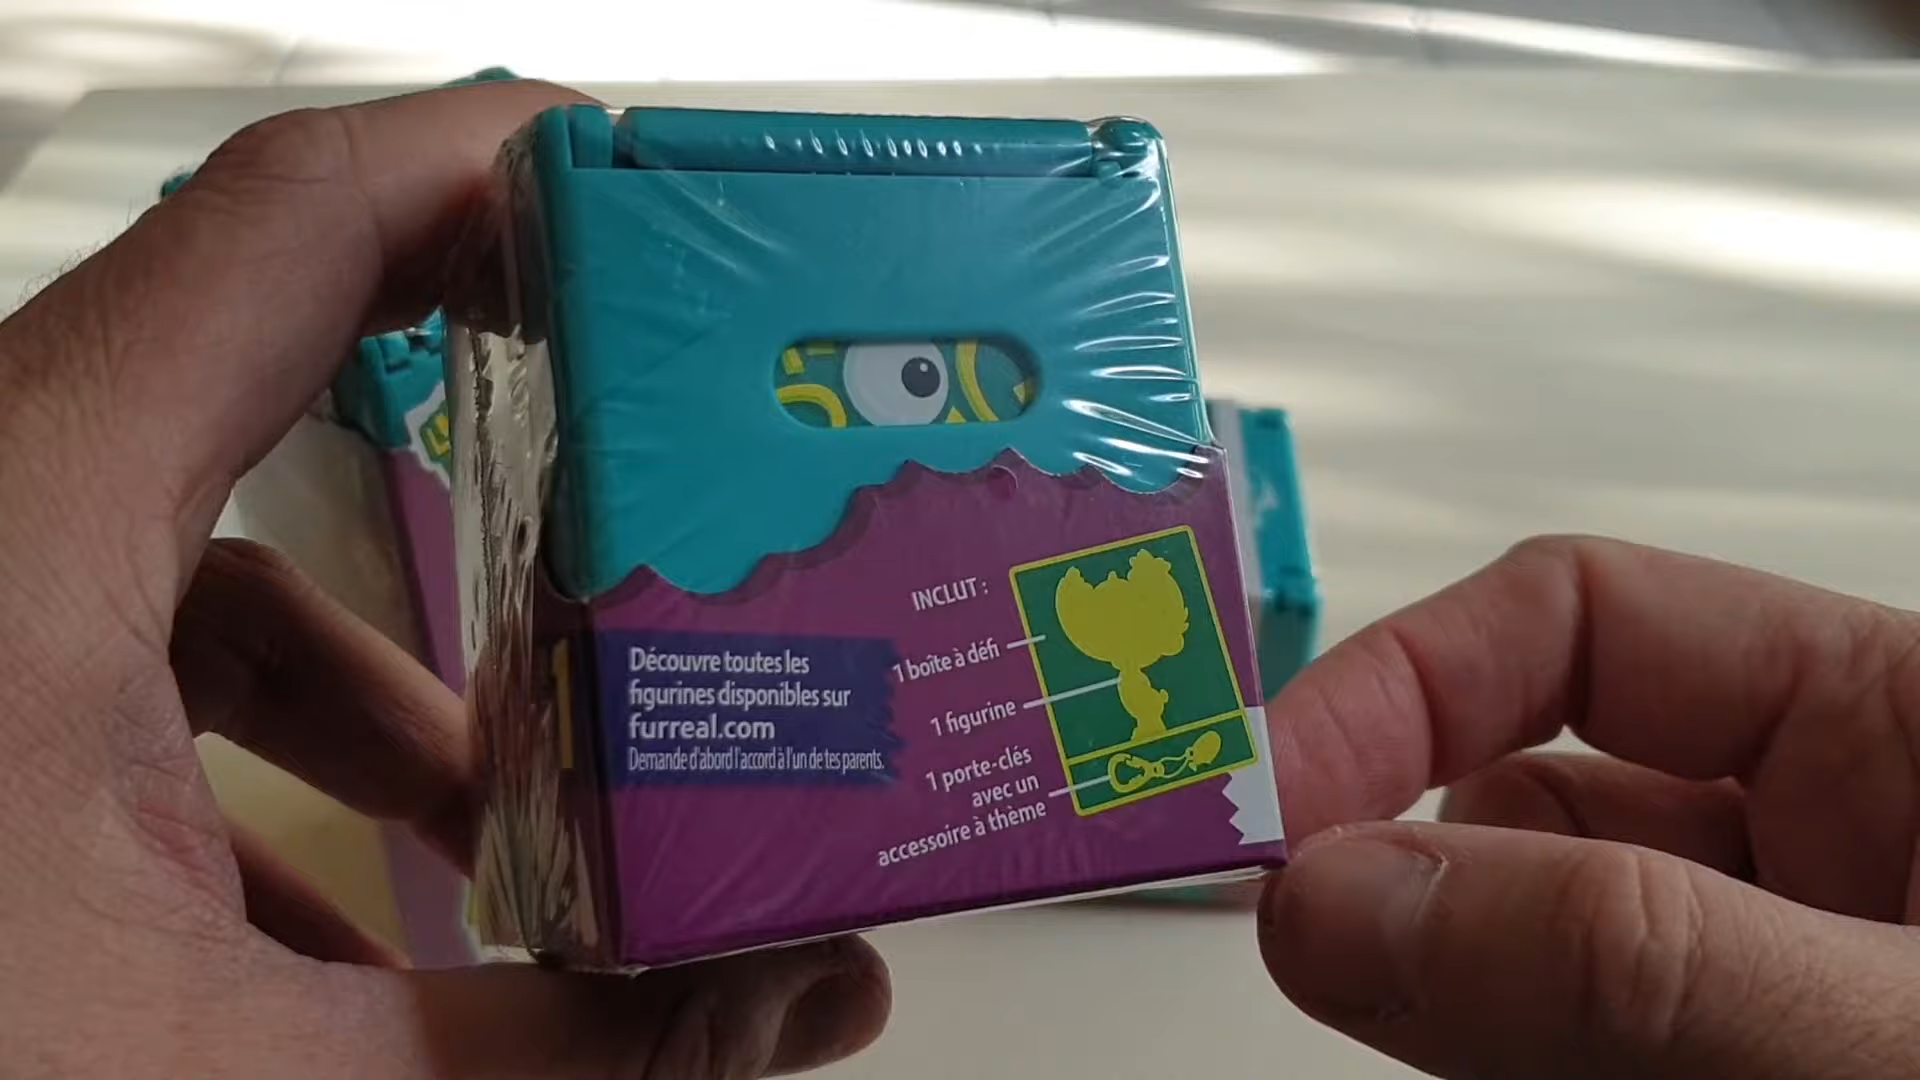 Découvre toutes les
figurines disponibles sur
furreal.com
Demande d'abord l'accord à l'un de tes parents.
INCLUT :
1 boîte à défi
1 figurine
1 porte-clés
avec un
accessoire à thème